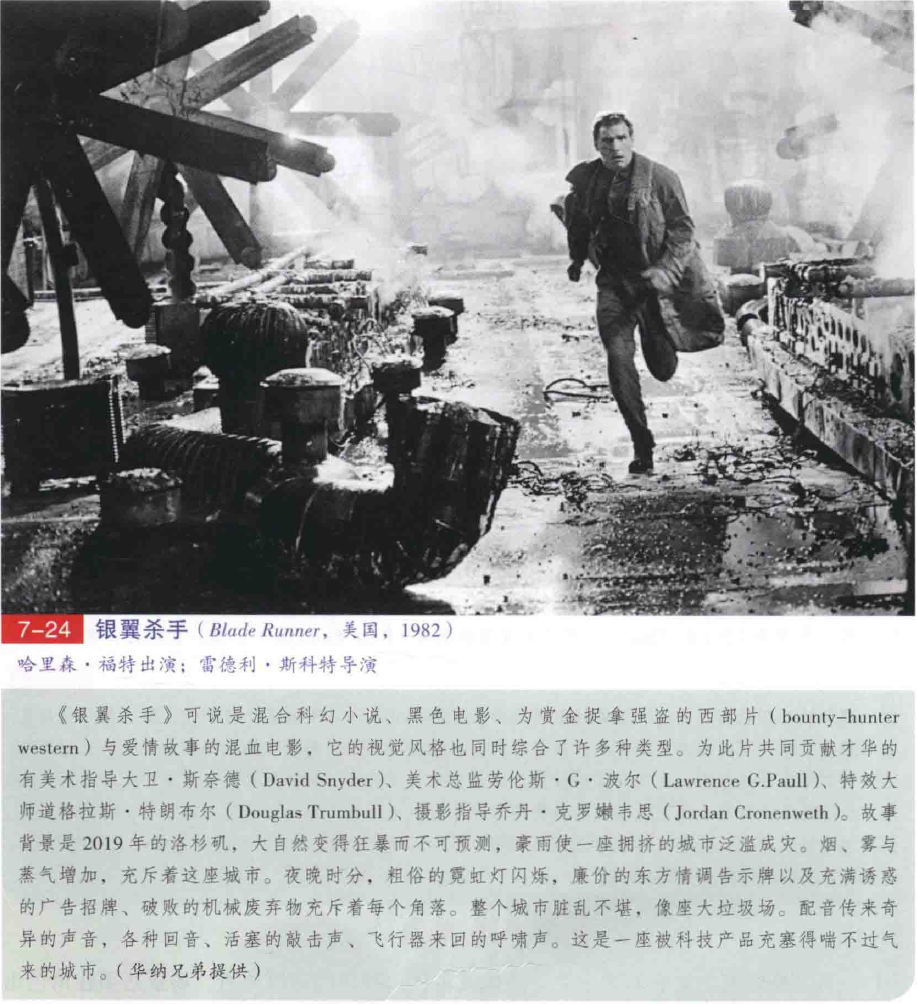 7-24 银翼杀手(Blade Runner,美国,1982)
哈里森·福特出演;雷德利·斯科特导演
《银翼杀手》可说是混合科幻小说、黑色电影、为赏金捉拿强盗的西部片(bounty-hunter
western)与爱情故事的混血电影,它的视觉风格也同时综合了许多种类型。为此片共同贡献才华的
有美术指导大卫·斯奈德(David Snyder)、美术总监劳伦斯·G·波尔(Lawrence G.Paull)、特效大
师道格拉斯·特朗布尔(Douglas Trumbull)、摄影指导乔丹·克罗嬾韦思(Jordan Cronenweth)。故事
背景是2019年的洛杉矶,大自然变得狂暴而不可预测,豪雨使一座拥挤的城市泛滥成灾。烟、雾与
蒸气增加,充斥着这座城市。夜晚时分,粗俗的霓虹灯闪烁,廉价的东方情调告示牌以及充满诱惑
的广告招牌、破败的机械废弃物充斥着每个角落。整个城市脏乱不堪,像座大垃圾场。配音传来奇
异的声音,各种回音、活塞的敲击声、飞行器来回的呼啸声。这是一座被科技产品充塞得喘不过气
来的城市。(华纳兄弟提供)